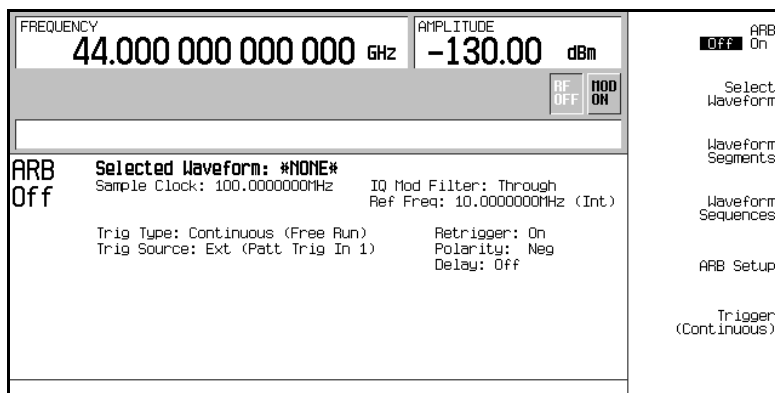 FREQUENCY
44.000 000 000 000 GHz
AMPLITUDE
-130.00 dBm
RF OFF
MOD ON
ARB Off
Selected Waveform: *NONE*
Sample Clock: 100.0000000MHz IQ Mod Filter: Through
Ref Freq: 10.0000000MHz (Int)
Trig Type: Continuous (Free Run) Retrigger: On
Trig Source: Ext (Patt Trig In 1) Polarity: Neg
Delay: Off
ARB
Off On
Select
Waveform
Waveform
Segments
Waveform
Sequences
ARB Setup
Trigger
(Continuous)